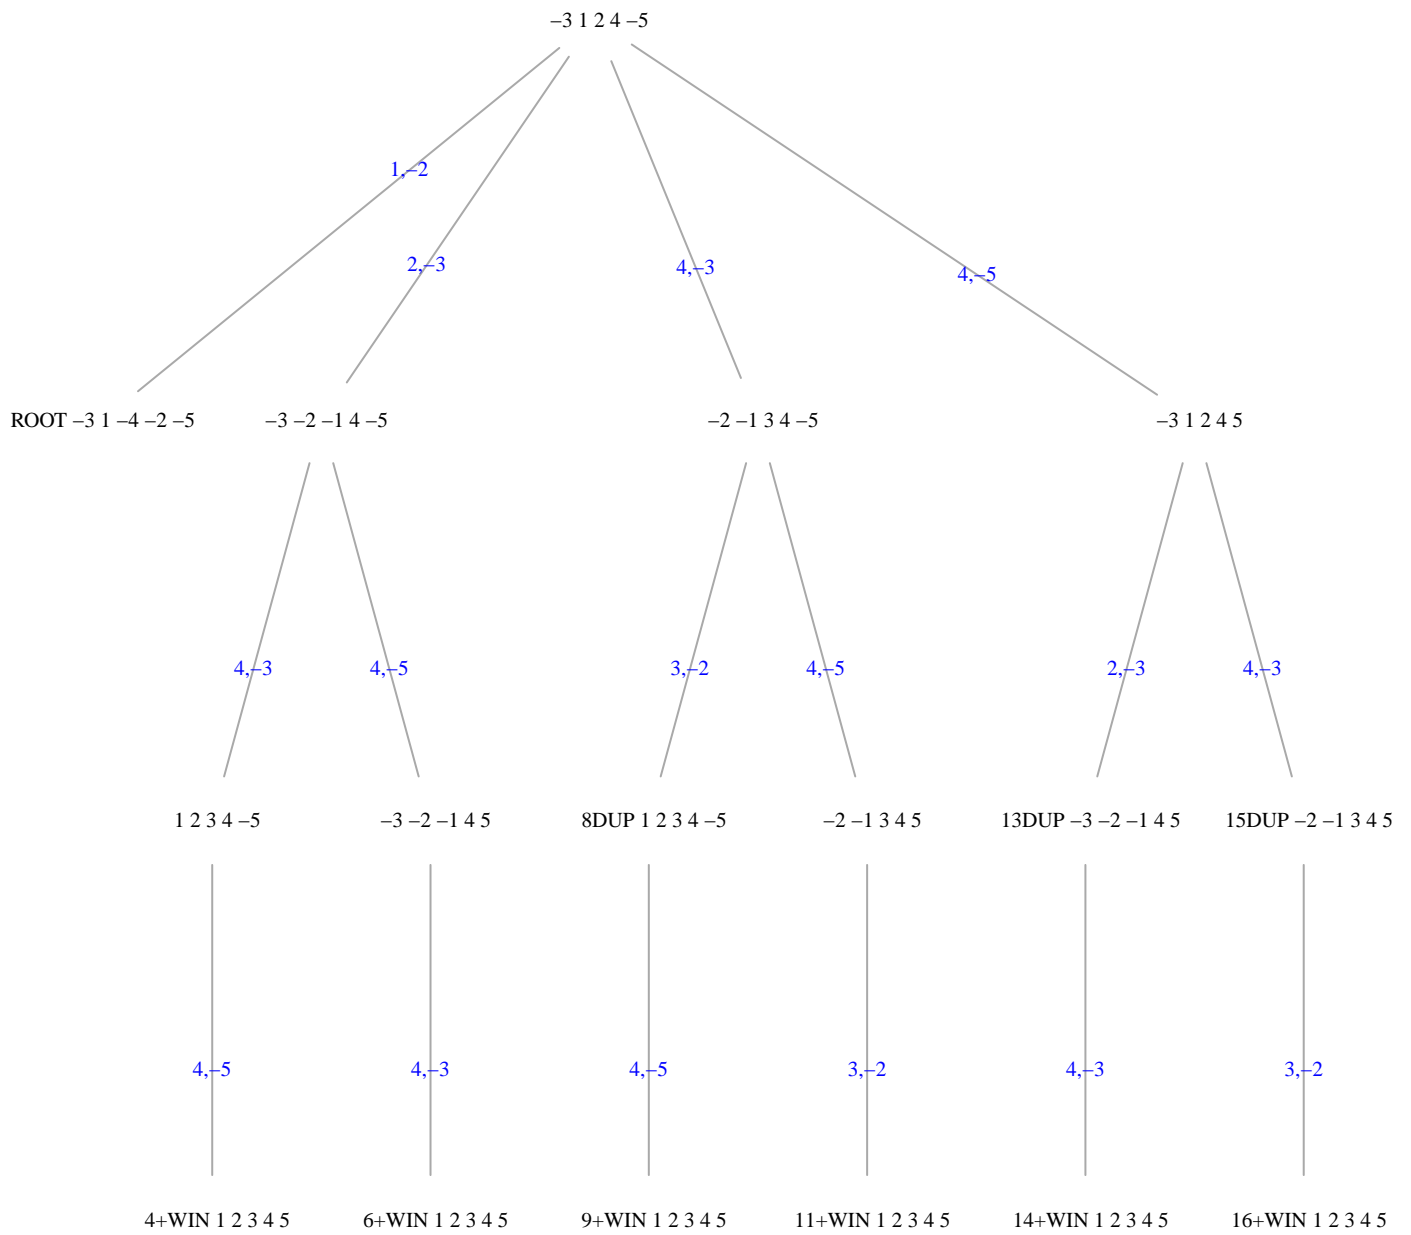 –3 1 2 4 –5
1,–2
2,–3
4,–3
4,–5
ROOT –3 1 –4 –2 –5
–3 –2 –1 4 –5
–2 –1 3 4 –5
–3 1 2 4 5
4,–3
4,–5
3,–2
4,–5
2,–3
4,–3
1 2 3 4 –5
–3 –2 –1 4 5
8DUP 1 2 3 4 –5
–2 –1 3 4 5
13DUP –3 –2 –1 4 5
15DUP –2 –1 3 4 5
4,–5
4,–3
4,–5
3,–2
4,–3
3,–2
4+WIN 1 2 3 4 5
6+WIN 1 2 3 4 5
9+WIN 1 2 3 4 5
11+WIN 1 2 3 4 5
14+WIN 1 2 3 4 5
16+WIN 1 2 3 4 5